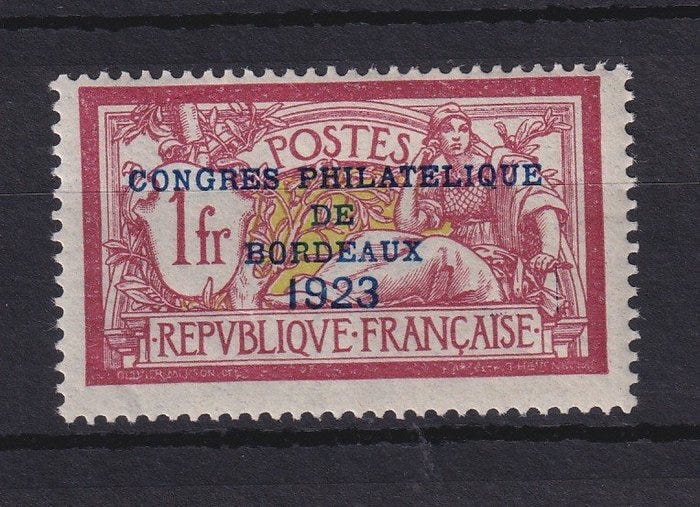 POSTES
CONGRES PHILATELIQUE
DE
1fr
BORDEAUX
1923
·REPVBLIQVE·FRANÇAISE·